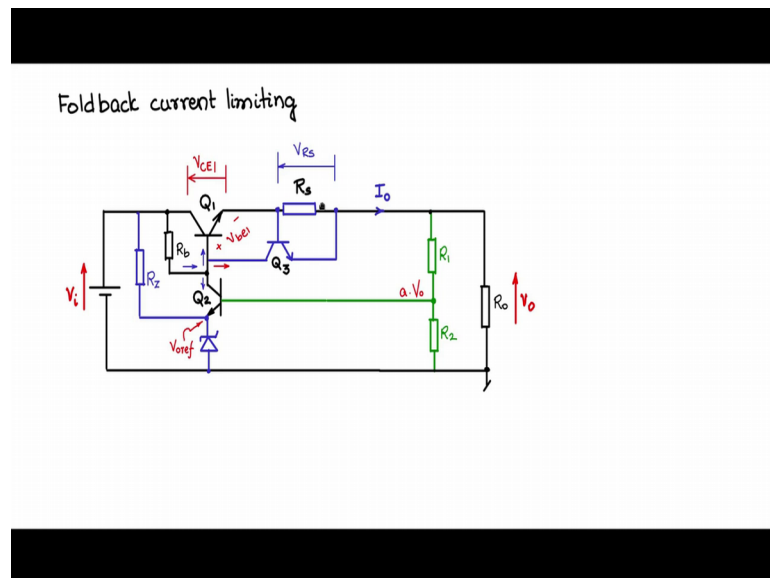 Foldback current limiting
VRs
VCE1
Rs
Io
Q1
+ Vbe1 -
Rb
Q3
R1
Rz
Q2
a.Vo
Vi
Ro
Vo
R2
Voref